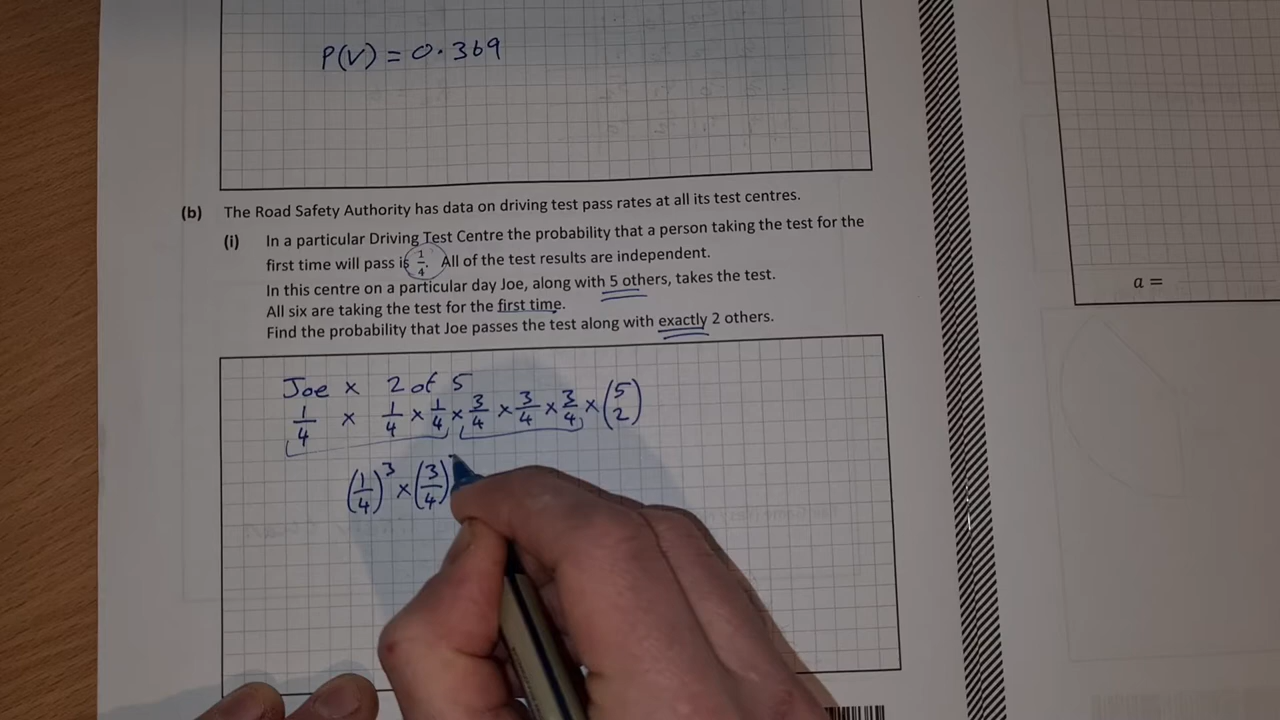 P(V) = 0.369
(b) The Road Safety Authority has data on driving test pass rates at all its test centres.
(i) In a particular Driving Test Centre the probability that a person taking the test for the
first time will pass is 1/4. All of the test results are independent.
In this centre on a particular day Joe, along with 5 others, takes the test.
All six are taking the test for the first time.
Find the probability that Joe passes the test along with exactly 2 others.
a =
Joe × 2 of 5
1/4 × 1/4 × 1/4 × 3/4 × 3/4 × 3/4 × (5 2)
(1/4)^3 × (3/4)